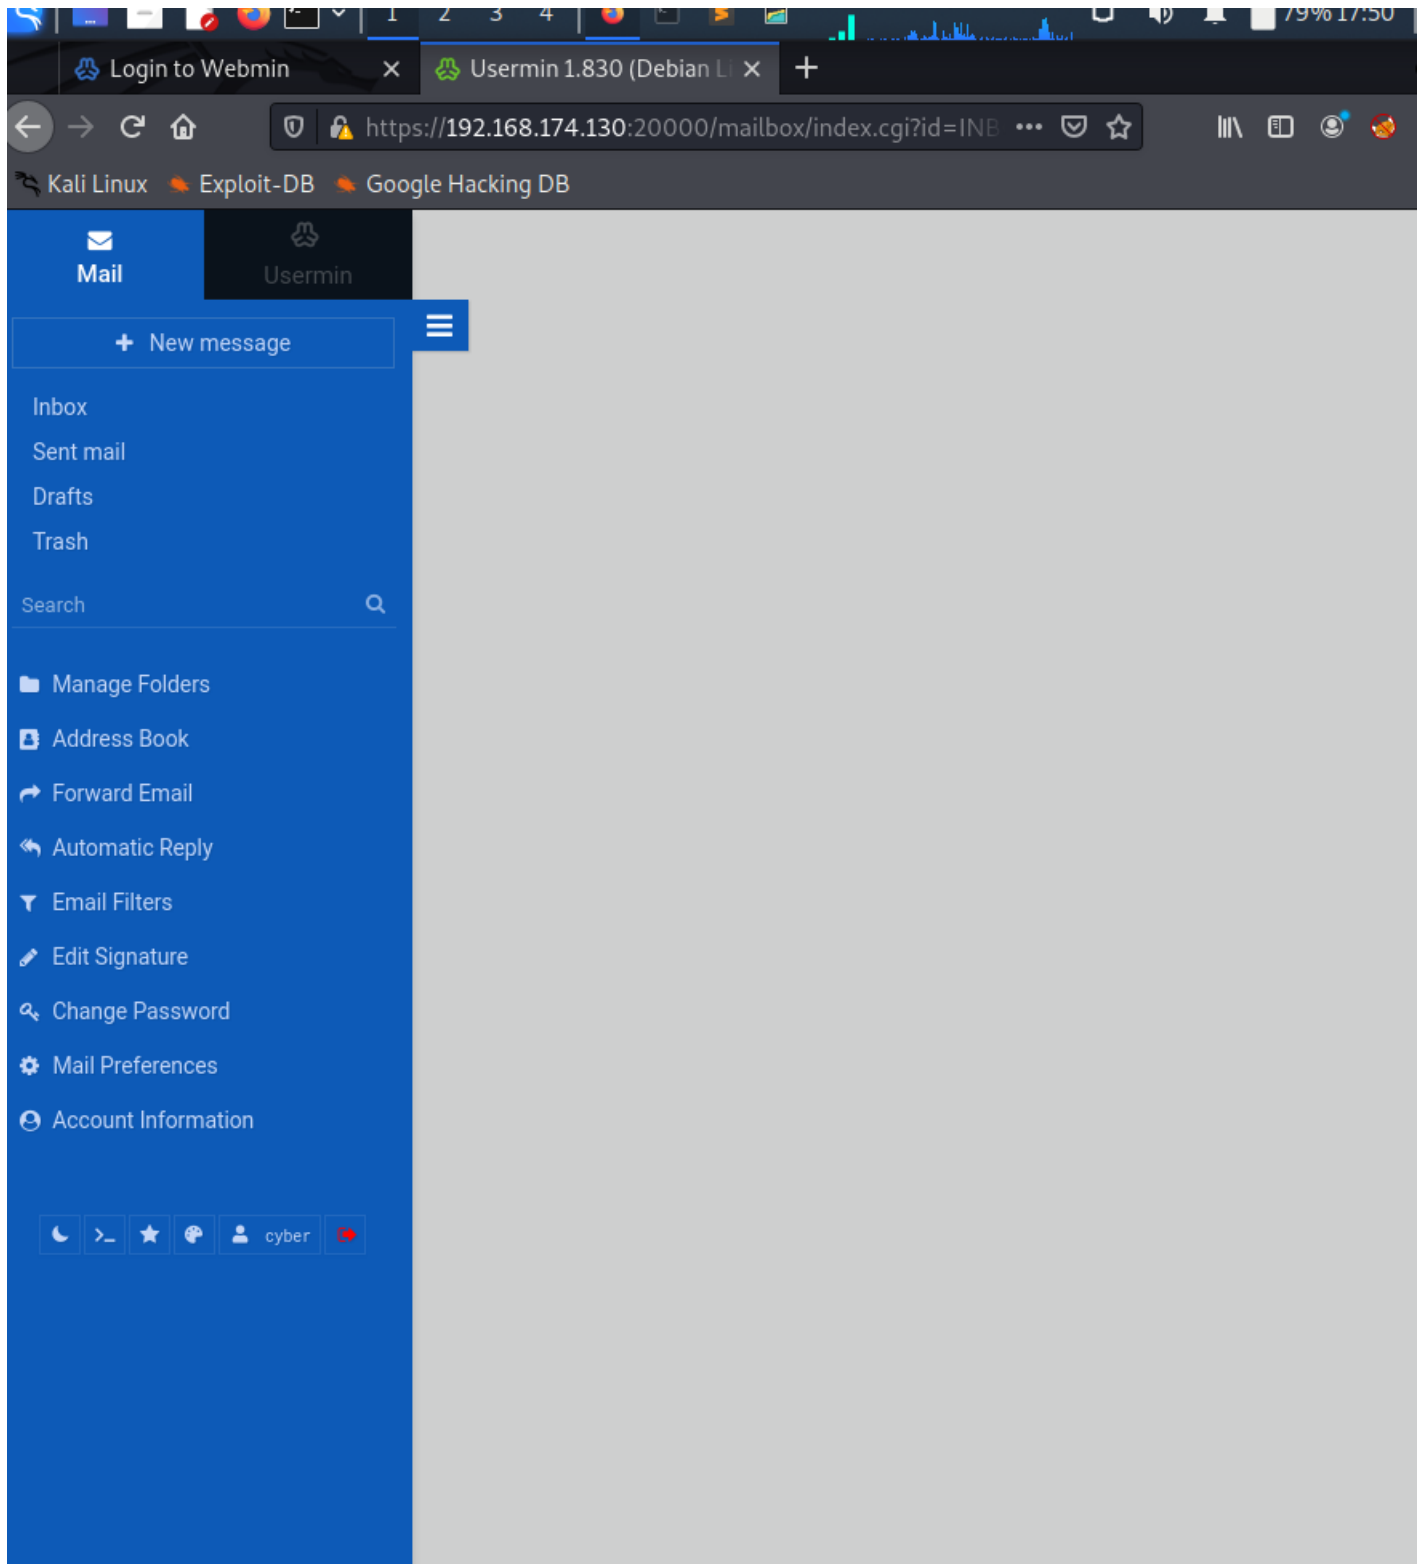 1 2 3 4 79% 17:50
Login to Webmin Usermin 1.830 (Debian Li
https://192.168.174.130:20000/mailbox/index.cgi?id=INB
Kali Linux Exploit-DB Google Hacking DB
Mail Usermin
+ New message
Inbox
Sent mail
Drafts
Trash
Search
Manage Folders
Address Book
Forward Email
Automatic Reply
Email Filters
Edit Signature
Change Password
Mail Preferences
Account Information
cyber